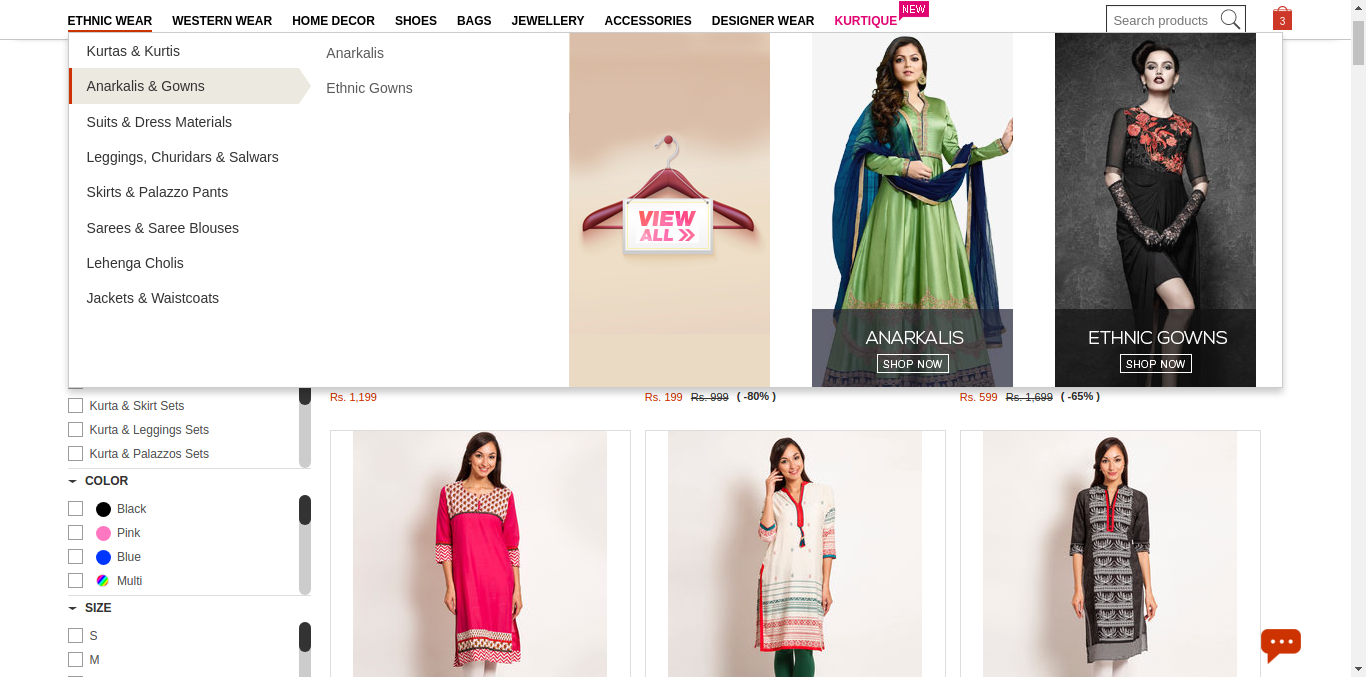 ETHNIC WEAR WESTERN WEAR HOME DECOR SHOES BAGS JEWELLERY ACCESSORIES DESIGNER WEAR KURTIQUE NEW Search products 3
Kurtas & Kurtis
Anarkalis & Gowns
Suits & Dress Materials
Leggings, Churidars & Salwars
Skirts & Palazzo Pants
Sarees & Saree Blouses
Lehenga Cholis
Jackets & Waistcoats
Anarkalis
Ethnic Gowns
VIEW
ALL >>
ANARKALIS
SHOP NOW
ETHNIC GOWNS
SHOP NOW
Rs. 1,199
Rs. 199 Rs. 999 ( -80% )
Rs. 599 Rs. 1,699 ( -65% )
Kurta & Skirt Sets
Kurta & Leggings Sets
Kurta & Palazzos Sets
COLOR
Black
Pink
Blue
Multi
SIZE
S
M